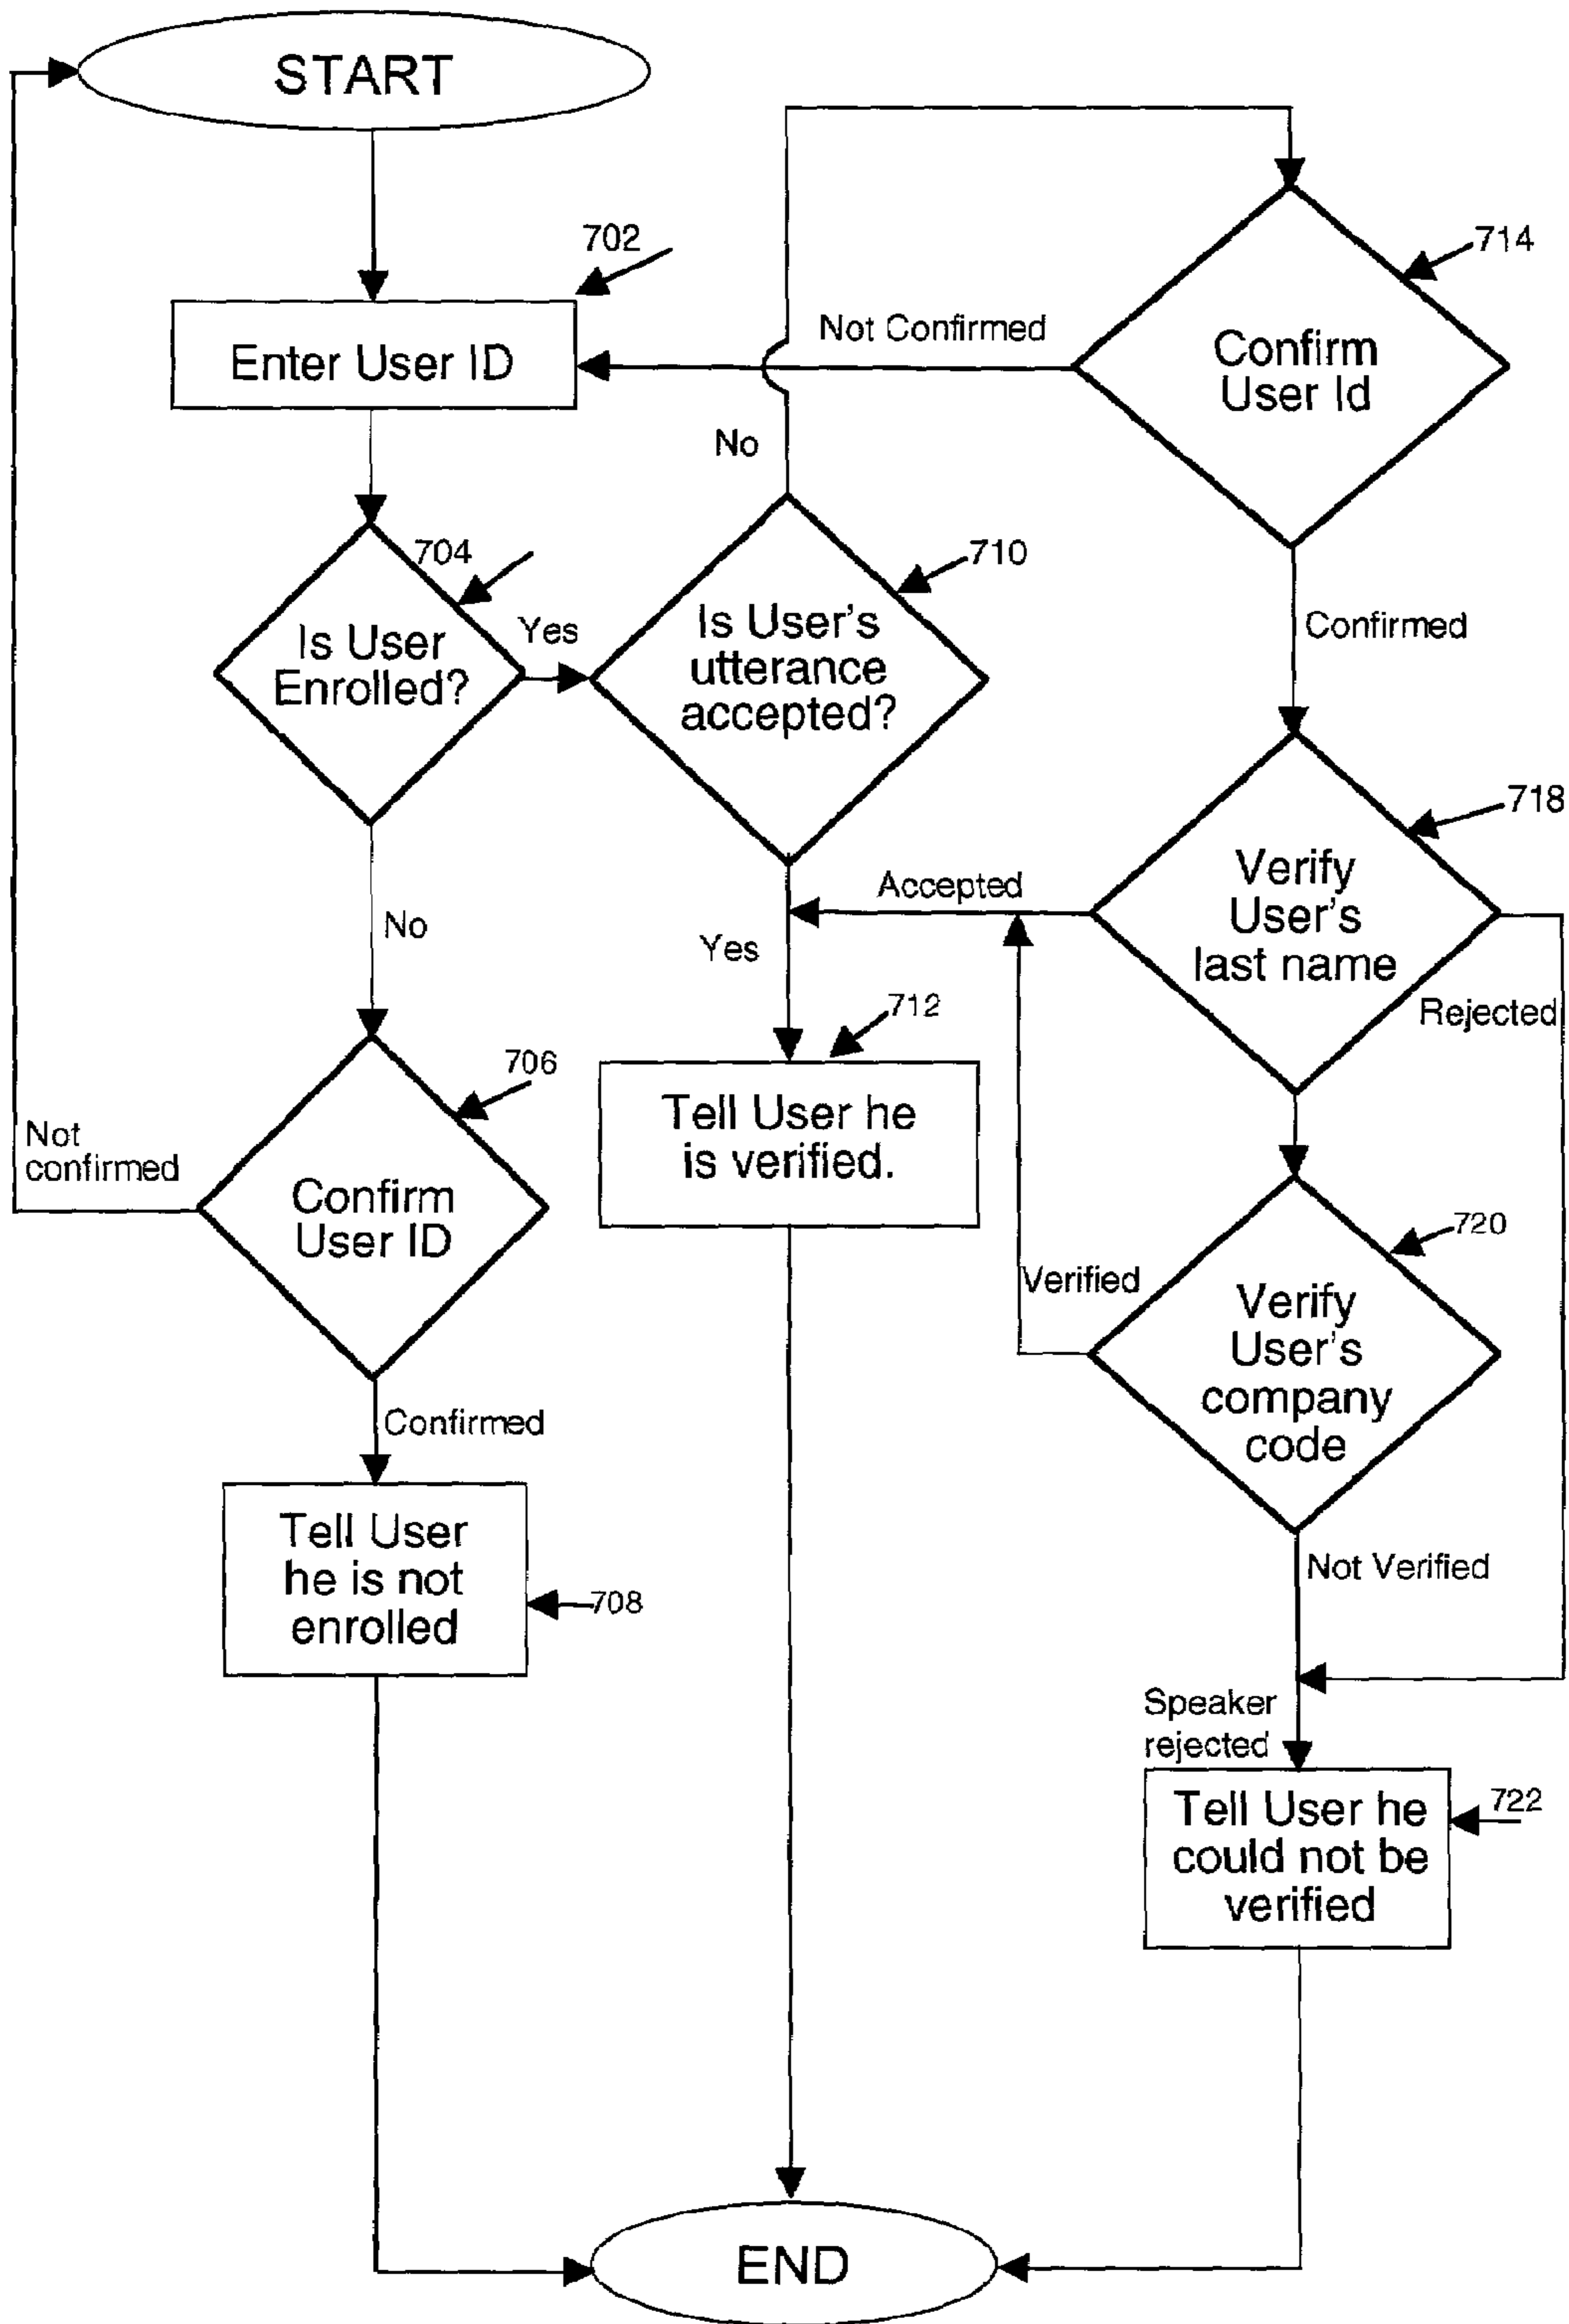 START
702
Enter User ID
Not Confirmed
714
Confirm
User Id
No
704
Is User
Enrolled?
Yes
710
Is User's
utterance
accepted?
Confirmed
718
Verify
User's
last name
Accepted
Rejected
No
Yes
712
Tell User he
is verified.
706
Not
confirmed
Confirm
User ID
720
Verified
Verify
User's
company
code
Confirmed
Tell User
he is not
enrolled
708
Not Verified
Speaker
rejected
722
Tell User he
could not be
verified
END